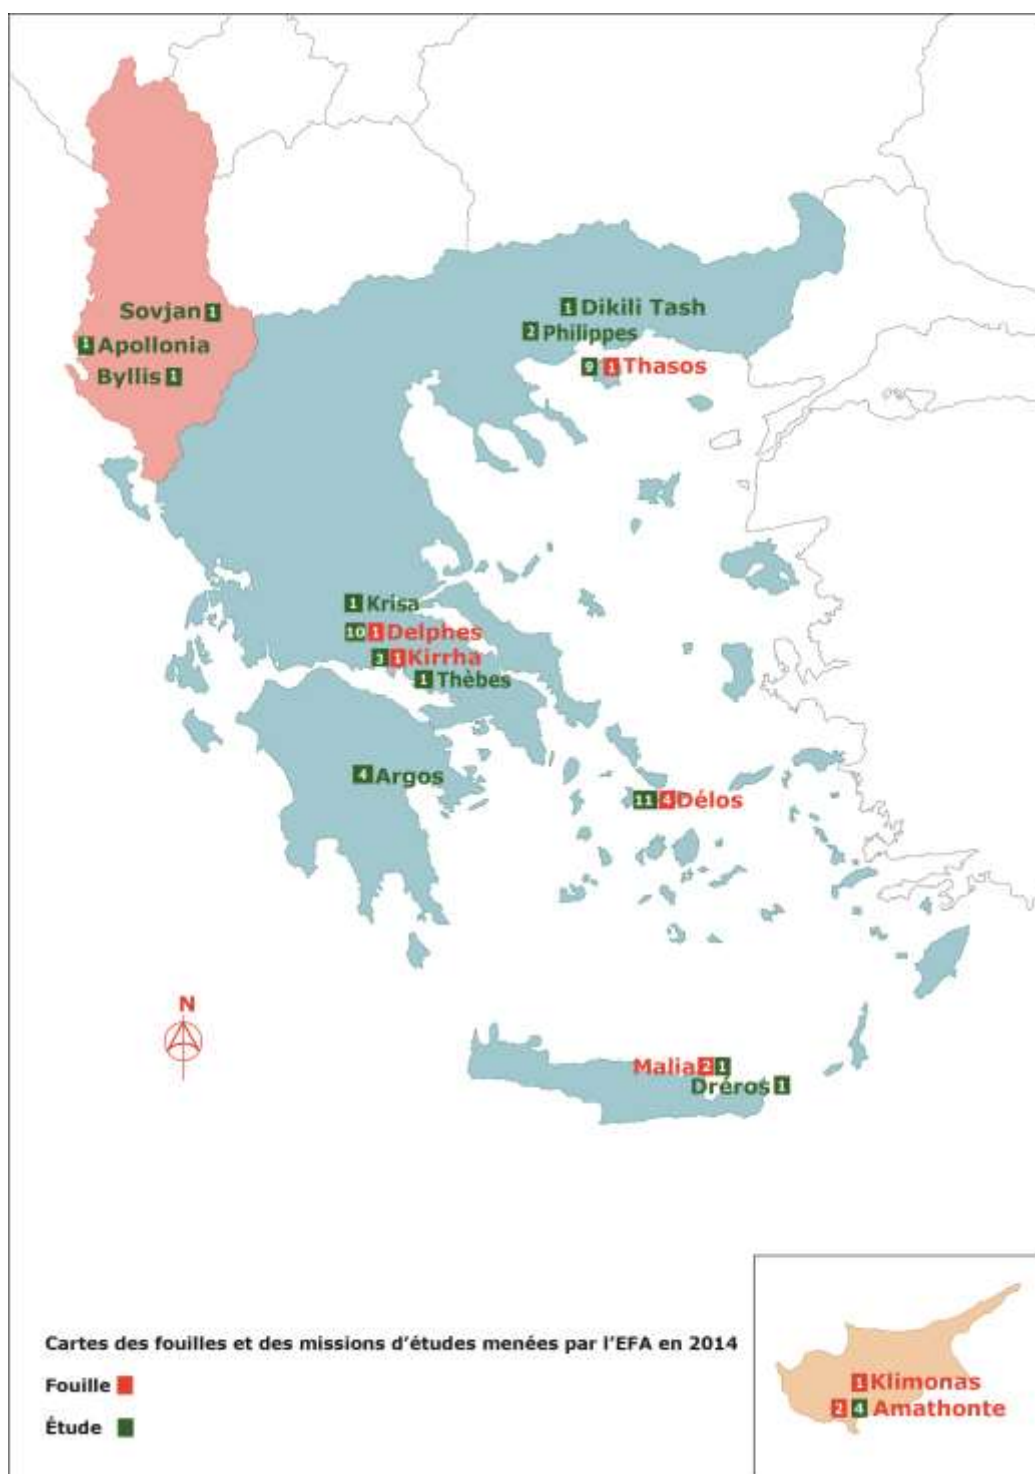 Sovjan 1
1 Apollonia
Byllis 1
1 Dikili Tash
2 Philippes
9 1 Thasos
1 Krisa
10 1 Delphes
3 1 Kirrha
1 Thèbes
4 Argos
11 4 Délos
N
Malia 2 1
Dréros 1
1 Klimonas
2 4 Amathonte
Cartes des fouilles et des missions d'études menées par l'EFA en 2014
Fouille
Étude